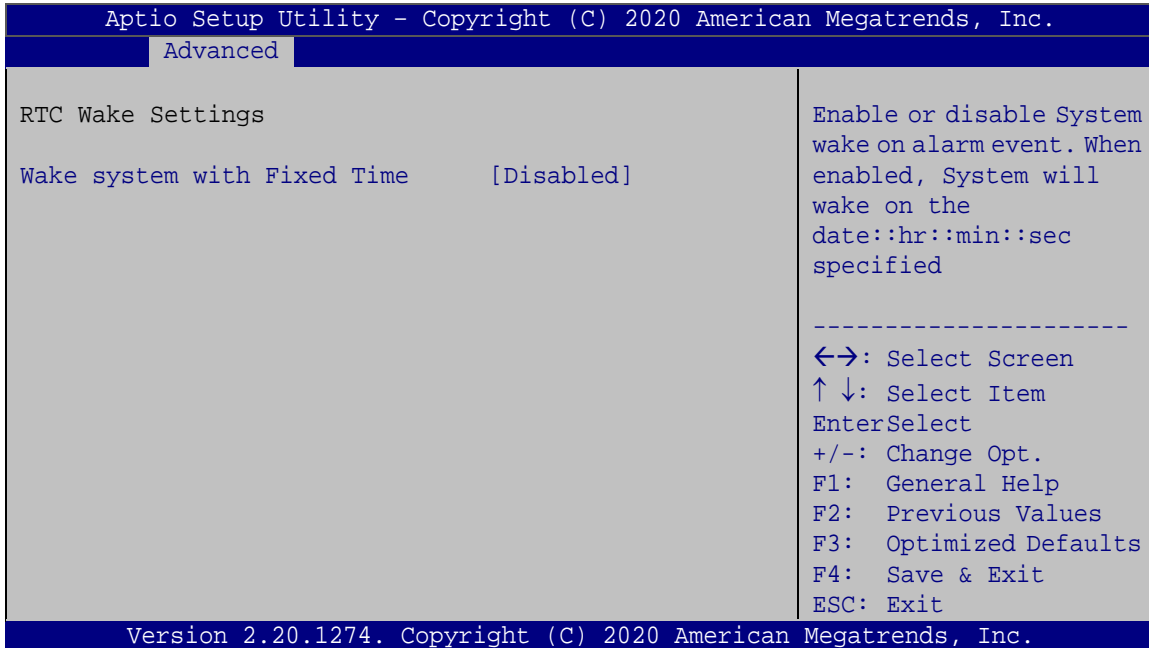 Aptio Setup Utility – Copyright (C) 2020 American Megatrends, Inc.
Advanced
RTC Wake Settings
Wake system with Fixed Time [Disabled]
Enable or disable System
wake on alarm event. When
enabled, System will
wake on the
date::hr::min::sec
specified
----------------------
←→: Select Screen
↑ ↓: Select Item
EnterSelect
+/-: Change Opt.
F1: General Help
F2: Previous Values
F3: Optimized Defaults
F4: Save & Exit
ESC: Exit
Version 2.20.1274. Copyright (C) 2020 American Megatrends, Inc.